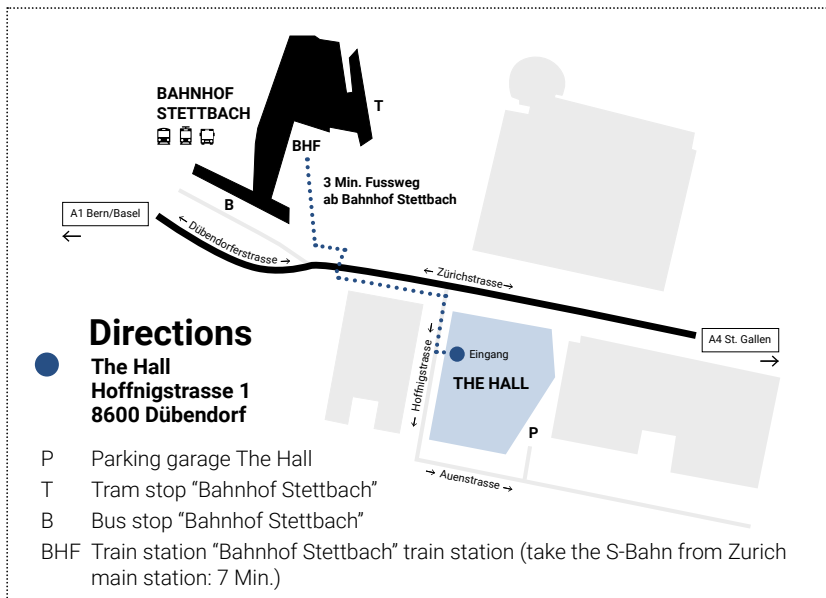 BAHNHOF
STETTBACH
T
BHF
3 Min. Fussweg
ab Bahnhof Stettbach
B
A1 Bern/Basel
←
← Dübendorferstrasse →
← Zürichstrasse →
A4 St. Gallen
→
Directions
The Hall
Hoffnigstrasse 1
8600 Dübendorf
← Hoffnigstrasse →
Eingang
THE HALL
P
→ Auenstrasse →
P Parking garage The Hall
T Tram stop “Bahnhof Stettbach”
B Bus stop “Bahnhof Stettbach”
BHF Train station “Bahnhof Stettbach” train station (take the S-Bahn from Zurich
main station: 7 Min.)